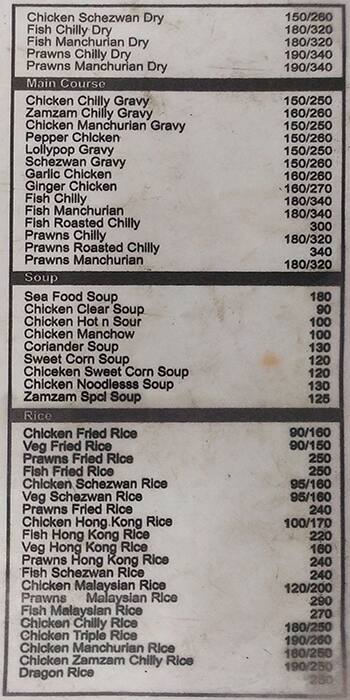 Chicken Schezwan Dry 150/260
Fish Chilly Dry 180/320
Fish Manchurian Dry 180/320
Prawns Chilly Dry 190/340
Prawns Manchurian Dry 190/340
Main Course
Chicken Chilly Gravy 150/250
Zamzam Chilly Gravy 160/260
Chicken Manchurian Gravy 150/250
Pepper Chicken 150/260
Lollypop Gravy 150/250
Schezwan Gravy 150/260
Garlic Chicken 160/260
Ginger Chicken 160/270
Fish Chilly 180/340
Fish Manchurian 180/340
Fish Roasted Chilly 300
Prawns Chilly 180/320
Prawns Roasted Chilly 340
Prawns Manchurian 180/320
Soup
Sea Food Soup 180
Chicken Clear Soup 90
Chicken Hot n Sour 100
Chicken Manchow 100
Coriander Soup 130
Sweet Corn Soup 120
Chiceken Sweet Corn Soup 120
Chicken Noodlesss Soup 130
Zamzam Spcl Soup 125
Rice
Chicken Fried Rice 90/160
Veg Fried Rice 90/150
Prawns Fried Rice 250
Fish Fried Rice 250
Chicken Schezwan Rice 95/160
Veg Schezwan Rice 95/160
Prawns Fried Rice 240
Chicken Hong Kong Rice 100/170
Fish Hong Kong Rice 220
Veg Hong Kong Rice 160
Prawns Hong Kong Rice 240
Fish Schezwan Rice 240
Chicken Malaysian Rice 120/200
Prawns Malaysian Rice 290
Fish Malaysian Rice 270
Chicken Chilly Rice 180/250
Chicken Triple Rice 190/260
Chicken Manchurian Rice 180/250
Chicken Zamzam Chilly Rice 190/250
Dragon Rice